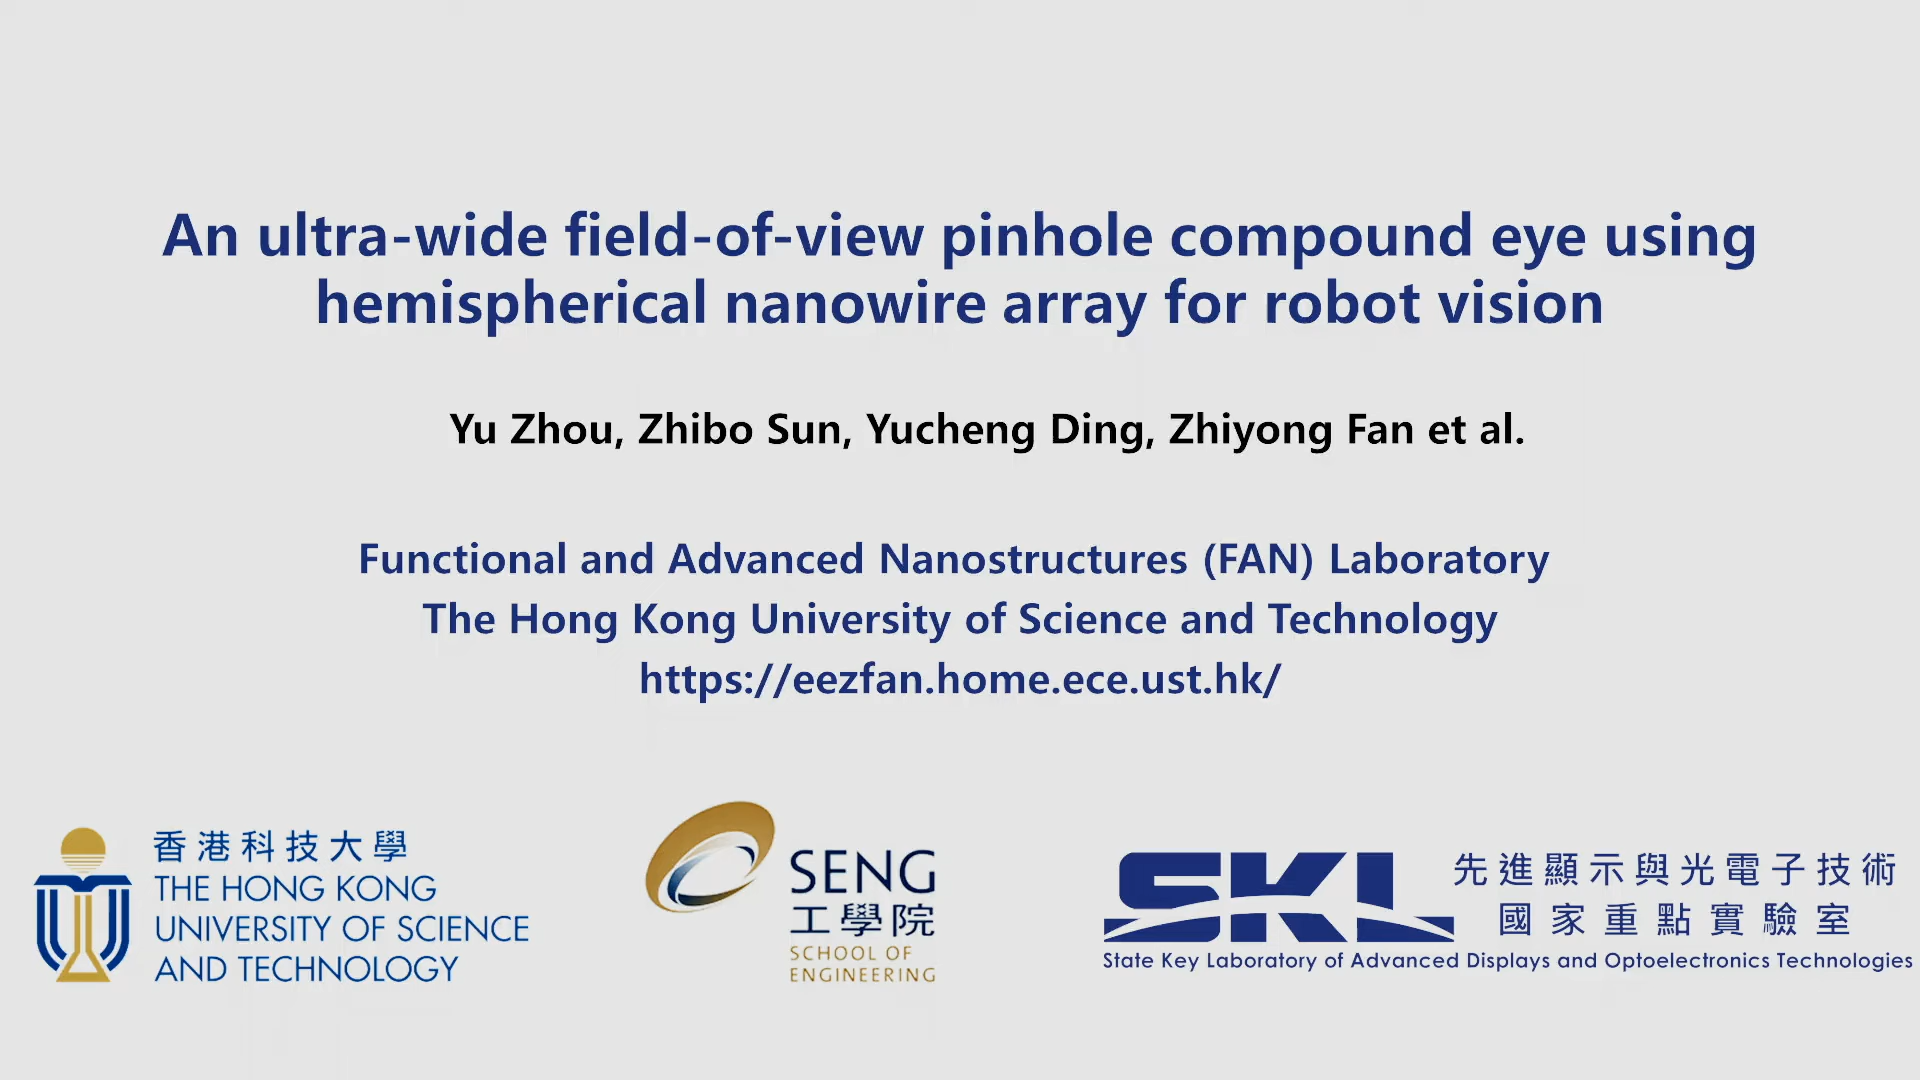 An ultra-wide field-of-view pinhole compound eye using
hemispherical nanowire array for robot vision
Yu Zhou, Zhibo Sun, Yucheng Ding, Zhiyong Fan et al.
Functional and Advanced Nanostructures (FAN) Laboratory
The Hong Kong University of Science and Technology
https://eezfan.home.ece.ust.hk/
香港科技大學
THE HONG KONG
UNIVERSITY OF SCIENCE
AND TECHNOLOGY
SENG
工學院
SCHOOL OF
ENGINEERING
SKL
先進顯示與光電子技術
國家重點實驗室
State Key Laboratory of Advanced Displays and Optoelectronics Technologies